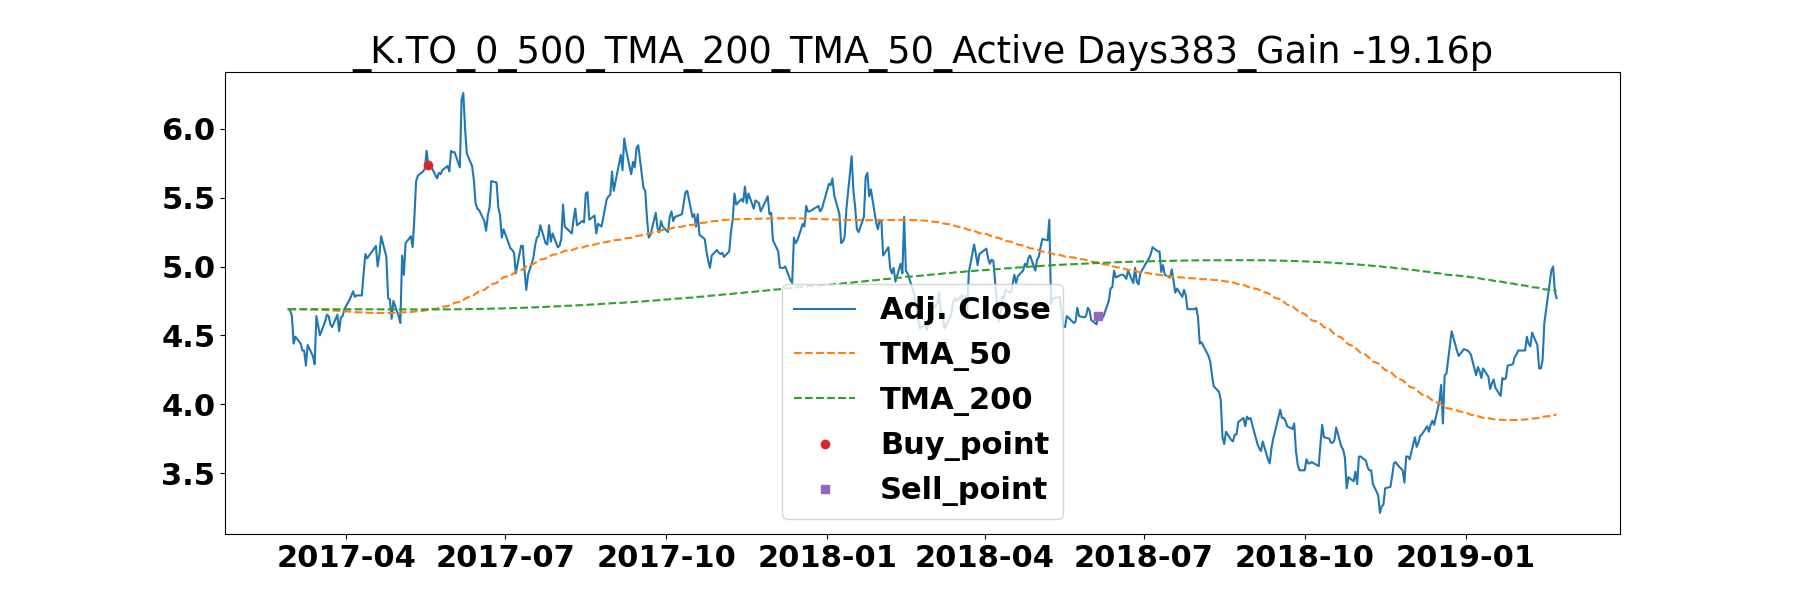 _K.TO_0_500_TMA_200_TMA_50_Active Days383_Gain -19.16p
6.0
5.5
5.0
4.5
4.0
3.5
Adj. Close
TMA_50
TMA_200
Buy_point
Sell_point
2017-04 2017-07 2017-10 2018-01 2018-04 2018-07 2018-10 2019-01